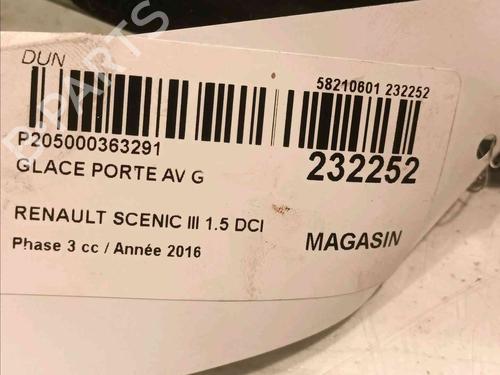 DUN
58210601 232252
P205000363291
232252
GLACE PORTE AV G
RENAULT SCENIC III 1.5 DCI
MAGASIN
Phase 3 cc / Année 2016
B-PARTS